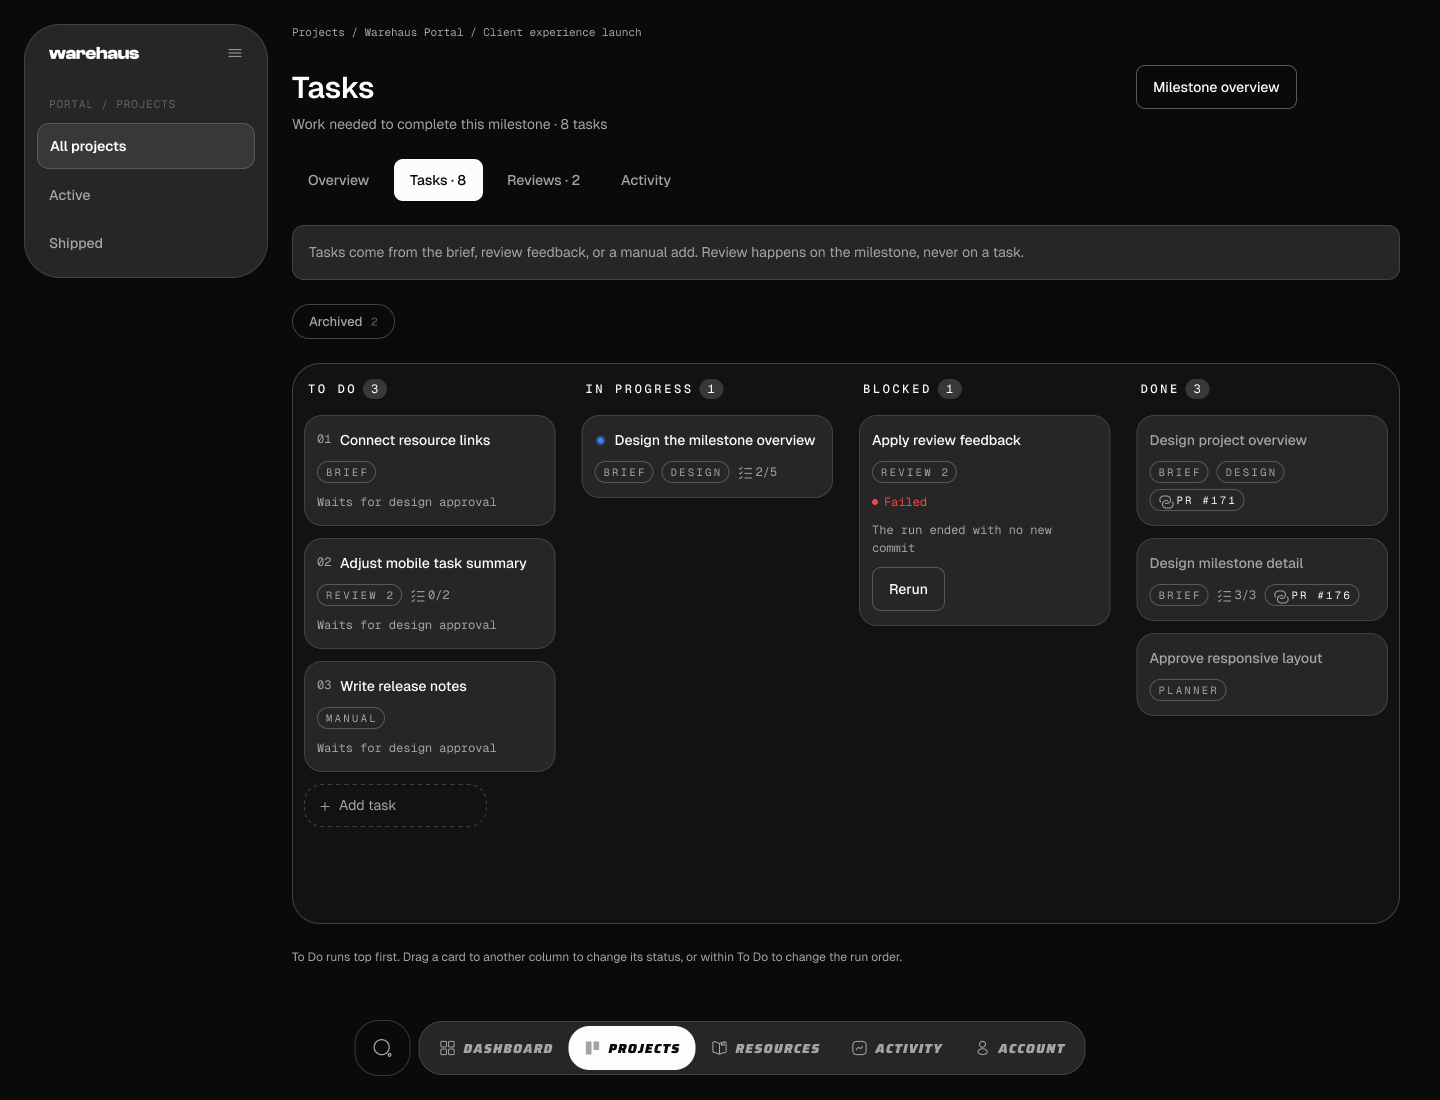 warehaus
PORTAL / PROJECTS
All projects
Active
Shipped
Projects / Warehaus Portal / Client experience launch
Tasks
Milestone overview
Work needed to complete this milestone · 8 tasks
Overview
Tasks · 8
Reviews · 2
Activity
Tasks come from the brief, review feedback, or a manual add. Review happens on the milestone, never on a task.
Archived 2
TO DO 3
01 Connect resource links
BRIEF
Waits for design approval
02 Adjust mobile task summary
REVIEW 2 0/2
Waits for design approval
03 Write release notes
MANUAL
Waits for design approval
+ Add task
IN PROGRESS 1
Design the milestone overview
BRIEF DESIGN 2/5
BLOCKED 1
Apply review feedback
REVIEW 2
Failed
The run ended with no new
commit
Rerun
DONE 3
Design project overview
BRIEF DESIGN
PR #171
Design milestone detail
BRIEF 3/3 PR #176
Approve responsive layout
PLANNER
To Do runs top first. Drag a card to another column to change its status, or within To Do to change the run order.
DASHBOARD
PROJECTS
RESOURCES
ACTIVITY
ACCOUNT